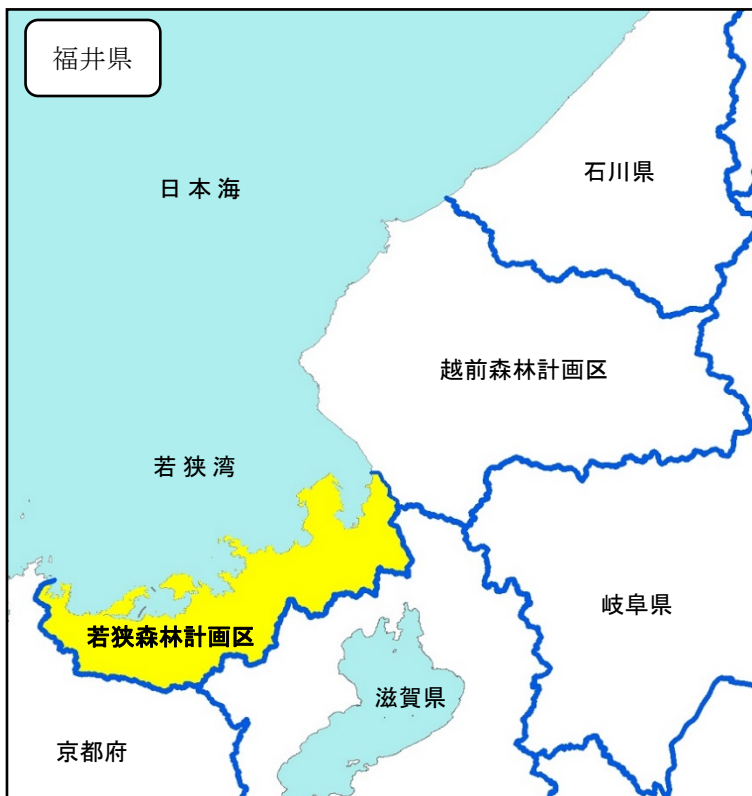 福井県
石川県
日本海
越前森林計画区
若狭湾
岐阜県
若狭森林計画区
滋賀県
京都府